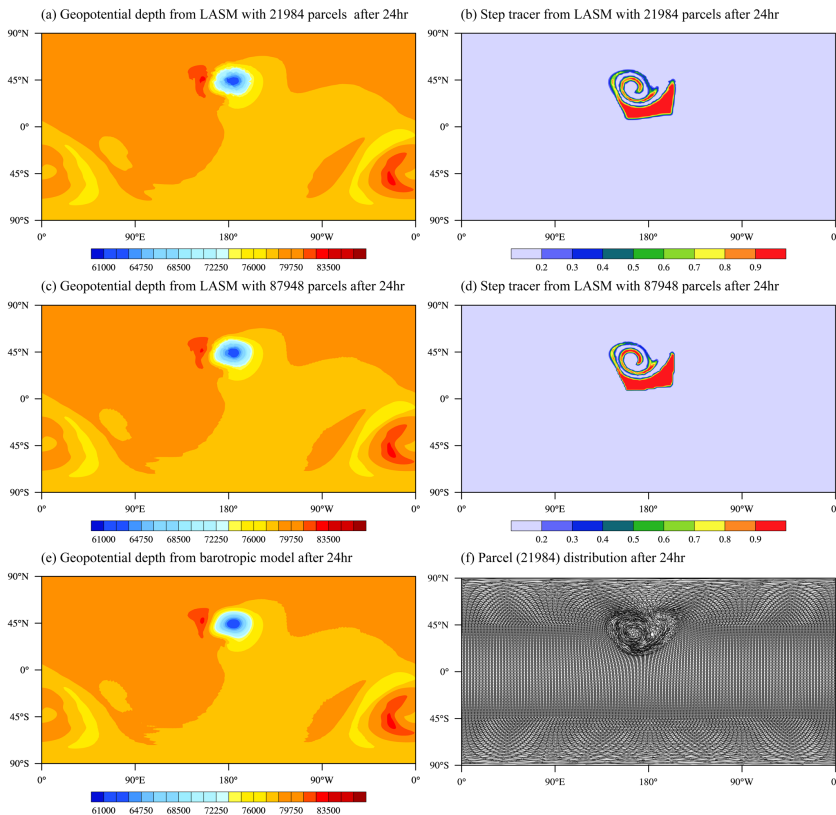 (a) Geopotential depth from LASM with 21984 parcels  after 24hr
90°N
45°N
0°
45°S
90°S
0° 90°E 180° 90°W 0°
61000 64750 68500 72250 76000 79750 83500
(b) Step tracer from LASM with 21984 parcels after 24hr
90°N
45°N
0°
45°S
90°S
0° 90°E 180° 90°W 0°
0.2 0.3 0.4 0.5 0.6 0.7 0.8 0.9
(c) Geopotential depth from LASM with 87948 parcels after 24hr
90°N
45°N
0°
45°S
90°S
0° 90°E 180° 90°W 0°
61000 64750 68500 72250 76000 79750 83500
(d) Step tracer from LASM with 87948 parcels after 24hr
90°N
45°N
0°
45°S
90°S
0° 90°E 180° 90°W 0°
0.2 0.3 0.4 0.5 0.6 0.7 0.8 0.9
(e) Geopotential depth from barotropic model after 24hr
90°N
45°N
0°
45°S
90°S
0° 90°E 180° 90°W 0°
61000 64750 68500 72250 76000 79750 83500
(f) Parcel (21984) distribution after 24hr
90°N
45°N
0°
45°S
90°S
0° 90°E 180° 90°W 0°